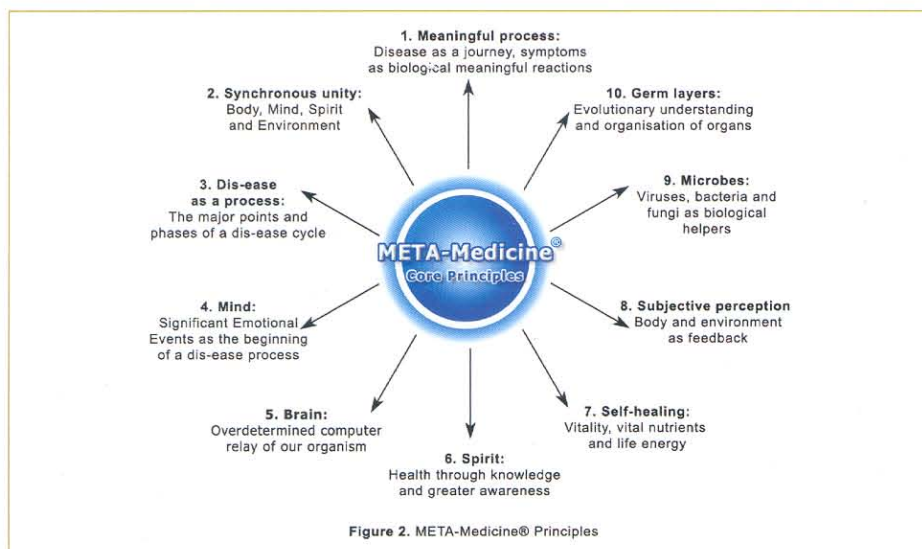 1. Meaningful process:
Disease as a journey, symptoms
as biological meaningful reactions
2. Synchronous unity:
Body, Mind, Spirit
and Environment
3. Dis-ease
as a process:
The major points and
phases of a dis-ease cycle
4. Mind:
Significant Emotional
Events as the beginning
of a dis-ease process
5. Brain:
Overdetermined computer
relay of our organism
6. Spirit:
Health through knowledge
and greater awareness
7. Self-healing:
Vitality, vital nutrients
and life energy
8. Subjective perception
Body and environment
as feedback
9. Microbes:
Viruses, bacteria and
fungi as biological
helpers
10. Germ layers:
Evolutionary understanding
and organisation of organs
META-Medicine®
Core Principles
Figure 2. META-Medicine® Principles